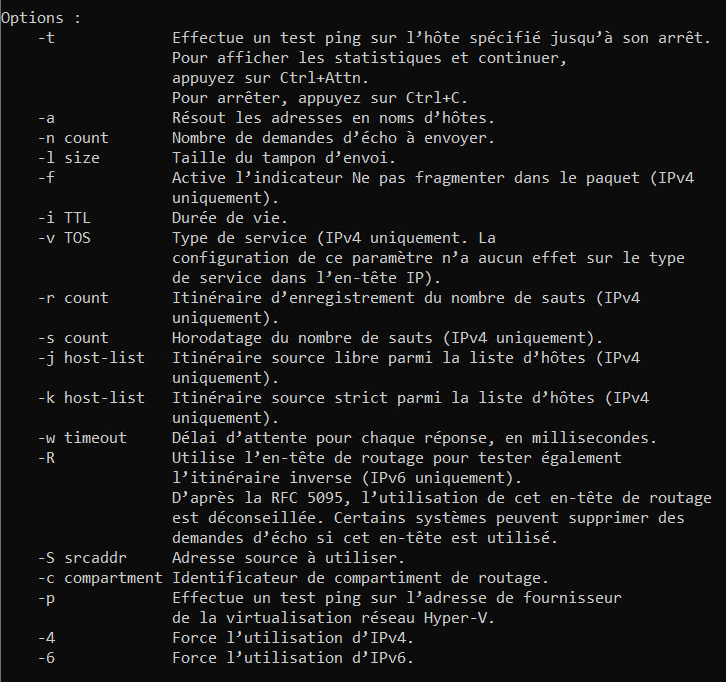 Options :
-t Effectue un test ping sur l’hôte spécifié jusqu’à son arrêt.
Pour afficher les statistiques et continuer,
appuyez sur Ctrl+Attn.
Pour arrêter, appuyez sur Ctrl+C.
-a Résout les adresses en noms d’hôtes.
-n count Nombre de demandes d’écho à envoyer.
-l size Taille du tampon d’envoi.
-f Active l’indicateur Ne pas fragmenter dans le paquet (IPv4
uniquement).
-i TTL Durée de vie.
-v TOS Type de service (IPv4 uniquement. La
configuration de ce paramètre n’a aucun effet sur le type
de service dans l’en-tête IP).
-r count Itinéraire d’enregistrement du nombre de sauts (IPv4
uniquement).
-s count Horodatage du nombre de sauts (IPv4 uniquement).
-j host-list Itinéraire source libre parmi la liste d’hôtes (IPv4
uniquement).
-k host-list Itinéraire source strict parmi la liste d’hôtes (IPv4
uniquement).
-w timeout Délai d’attente pour chaque réponse, en millisecondes.
-R Utilise l’en-tête de routage pour tester également
l’itinéraire inverse (IPv6 uniquement).
D’après la RFC 5095, l’utilisation de cet en-tête de routage
est déconseillée. Certains systèmes peuvent supprimer des
demandes d’écho si cet en-tête est utilisé.
-S srcaddr Adresse source à utiliser.
-c compartment Identificateur de compartiment de routage.
-p Effectue un test ping sur l’adresse de fournisseur
de la virtualisation réseau Hyper-V.
-4 Force l’utilisation d’IPv4.
-6 Force l’utilisation d’IPv6.